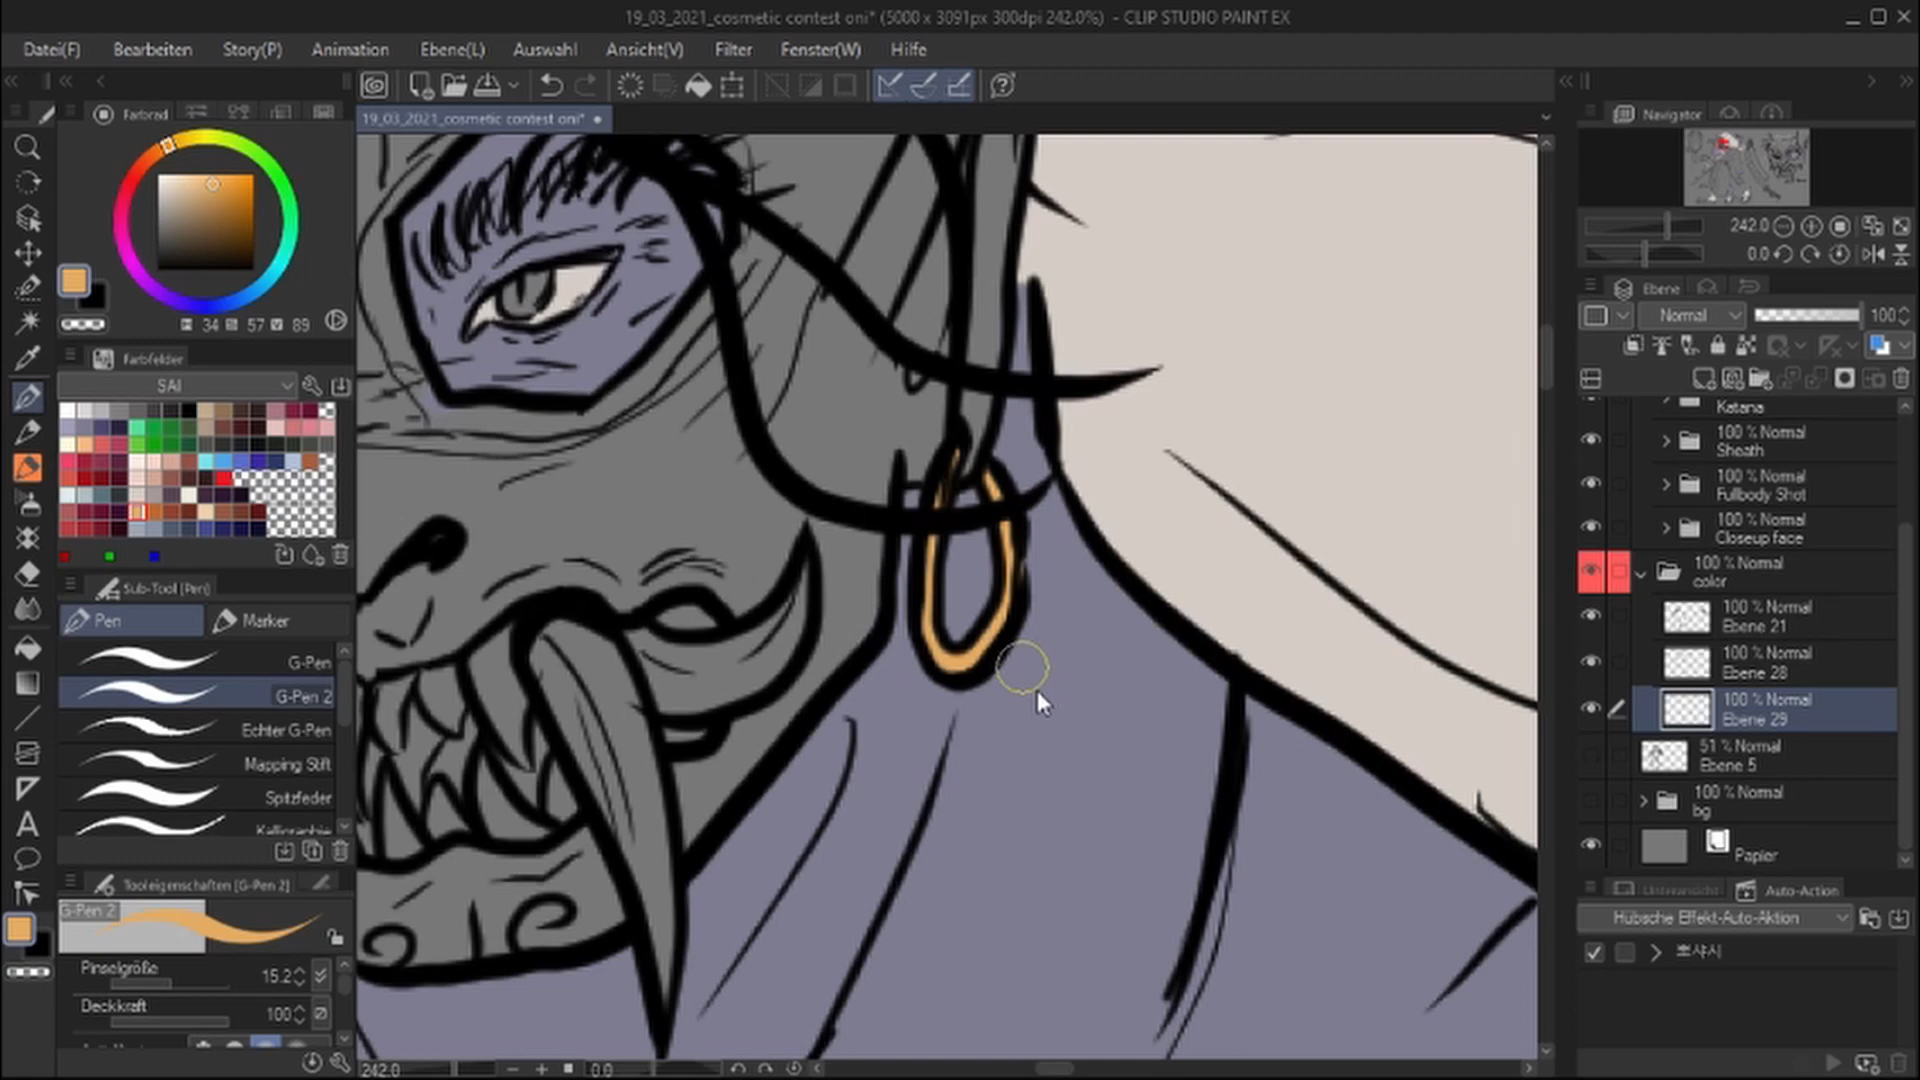 19_03_2021_cosmetic contest oni* (5000 x 3091px 300dpi 242.0%) - CLIP STUDIO PAINT EX
Datei(F) Bearbeiten Story(P) Animation Ebene(L) Auswahl Ansicht(V) Filter Fenster(W) Hilfe
Farbrad
19_03_2021_cosmetic contest oni*
Navigator
242.0
0.0
H 34 S 57 V 89
Farbfelder
SAI
Ebene
Normal 100
Katana
100 % Normal
Sheath
100 % Normal
Fullbody Shot
100 % Normal
Closeup face
100 % Normal
color
100 % Normal
Ebene 21
100 % Normal
Ebene 28
100 % Normal
Ebene 29
51 % Normal
Ebene 5
100 % Normal
bg
Papier
Sub-Tool [Pen]
Pen Marker
G-Pen
G-Pen 2
Echter G-Pen
Mapping Stift
Spitzfeder
Kalligraphie
Tooleigenschaften [G-Pen 2]
G-Pen 2
Pinselgröße 15.2
Deckkraft 100
Unteransicht Auto-Action
Hübsche Effekt-Auto-Aktion
뽀샤시
242.0 0.0